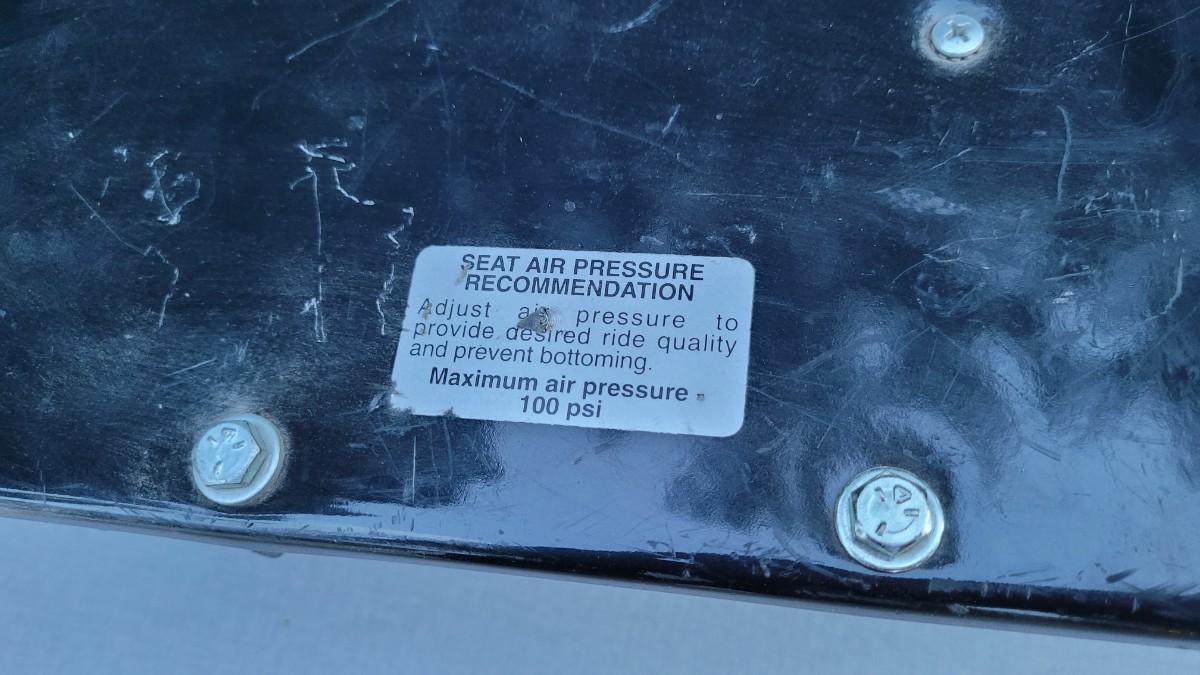 SEAT AIR PRESSURE
RECOMMENDATION
Adjust air pressure to
provide desired ride quality
and prevent bottoming.
Maximum air pressure
100 psi